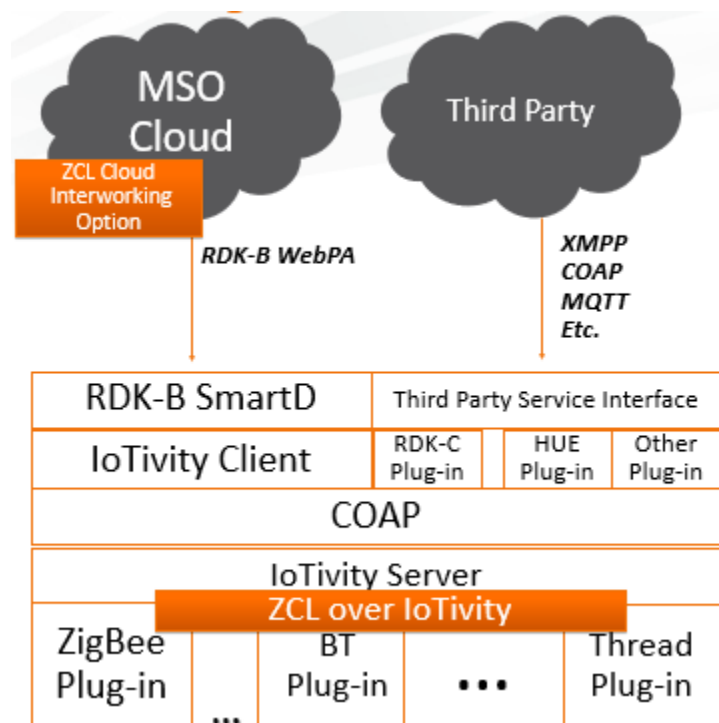 MSO
Cloud
Third Party
ZCL Cloud
Interworking
Option
RDK-B WebPA
XMPP
COAP
MQTT
Etc.
RDK-B SmartD
Third Party Service Interface
IoTivity Client
RDK-C
Plug-in
HUE
Plug-in
Other
Plug-in
COAP
IoTivity Server
ZCL over IoTivity
ZigBee
Plug-in
...
BT
Plug-in
...
Thread
Plug-in